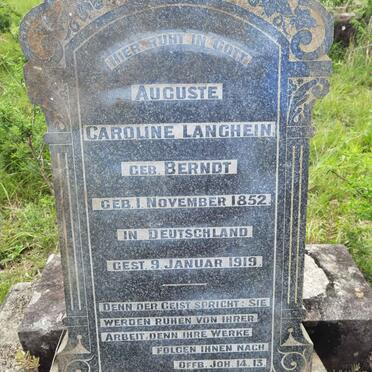 HIER RUHT IN GOTT
AUGUSTE
CAROLINE LANGHEIN,
GEB. BERNDT
GEB. 1. NOVEMBER 1852.
IN DEUTSCHLAND
GEST. 9. JANUAR 1919.
DENN DER GEIST SPRICHT: SIE
WERDEN RUHEN VON IHRER
ARBEIT DENN IHRE WERKE
FOLGEN IHNEN NACH
OFFB. JOH. 14. 13.